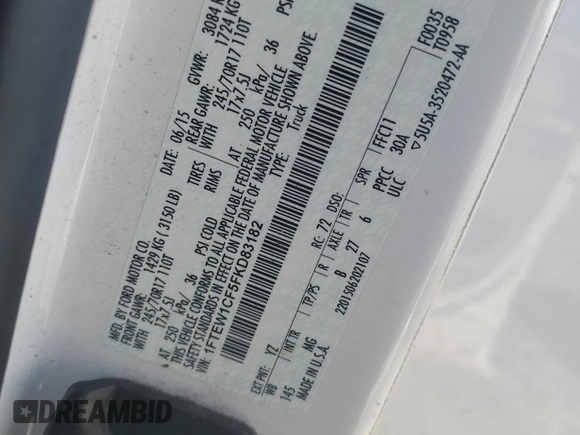 MFD. BY FORD MOTOR CO.
DATE: 06/15 GVWR: 3084 K
FRONT GAWR: 1429 KG (3150 LB) REAR GAWR: 1724 KG
245/70R17 110T TIRES WITH 245/70R17 110T
17x7.5J RIMS 17x7.5J
AT 250 kPa/ 36 PSI COLD AT 250 kPa/ 36 PSI
THIS VEHICLE CONFORMS TO ALL APPLICABLE FEDERAL MOTOR VEHICLE
SAFETY STANDARDS IN EFFECT ON THE DATE OF MANUFACTURE SHOWN ABOVE.
VIN: 1FTEW1CF5FKD83182 TYPE: Truck
F0035
T0958
EXT PNT: YZ RC: 72 DSO: FFC11
WB INT TR TP/PS R AXLE TR SPR 30A
145 MG B 27 6 PPCC
MADE IN U.S.A. 2201506202107 ULC
▽5U5A-3520472-AA
DREAMBID